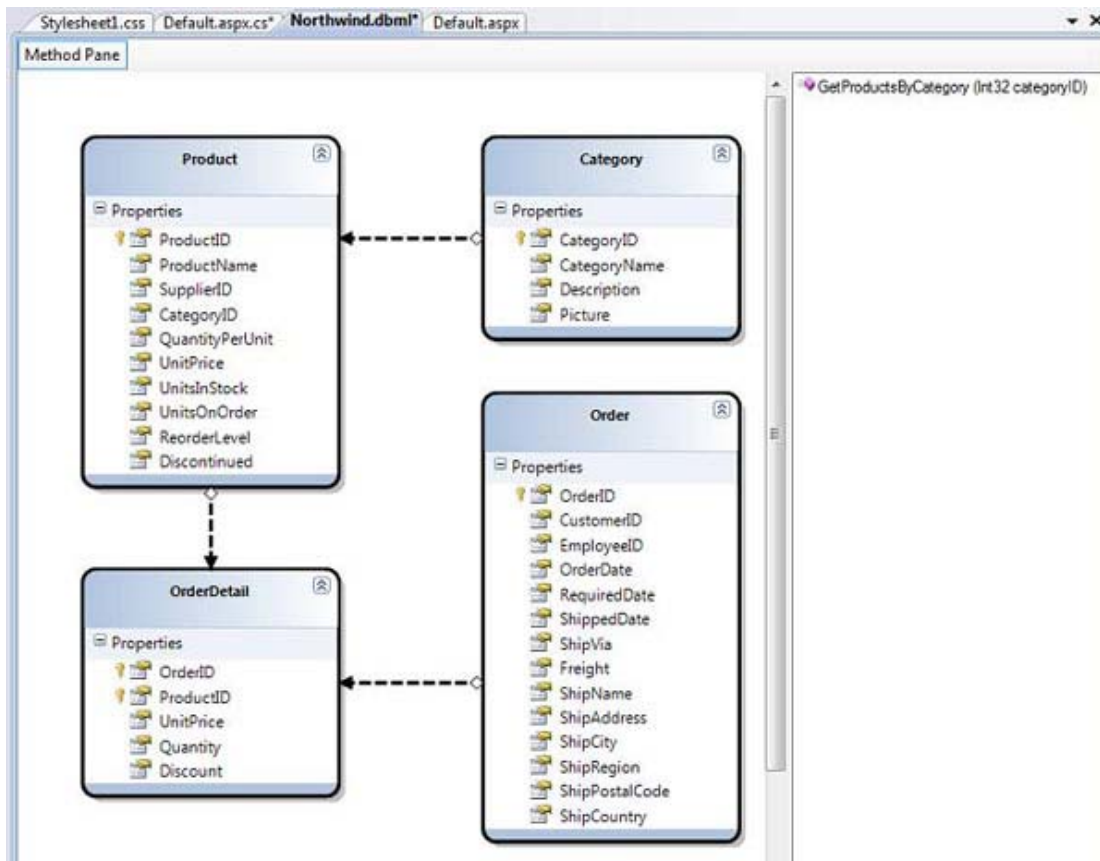 Stylesheet1.css Default.aspx.cs* Northwind.dbml* Default.aspx
Method Pane
GetProductsByCategory (Int32 categoryID)
Product
Properties
ProductID
ProductName
SupplierID
CategoryID
QuantityPerUnit
UnitPrice
UnitsInStock
UnitsOnOrder
ReorderLevel
Discontinued
Category
Properties
CategoryID
CategoryName
Description
Picture
OrderDetail
Properties
OrderID
ProductID
UnitPrice
Quantity
Discount
Order
Properties
OrderID
CustomerID
EmployeeID
OrderDate
RequiredDate
ShippedDate
ShipVia
Freight
ShipName
ShipAddress
ShipCity
ShipRegion
ShipPostalCode
ShipCountry